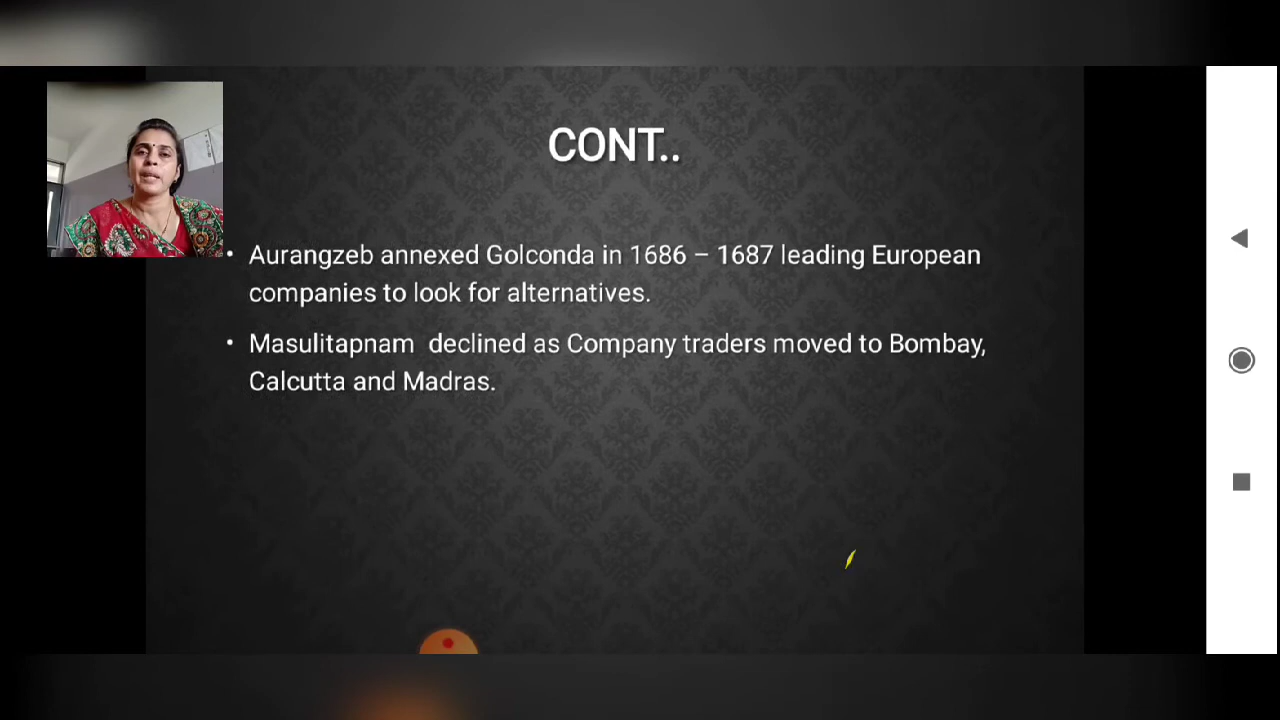 CONT..
• Aurangzeb annexed Golconda in 1686 – 1687 leading European
companies to look for alternatives.
• Masulitapnam declined as Company traders moved to Bombay,
Calcutta and Madras.